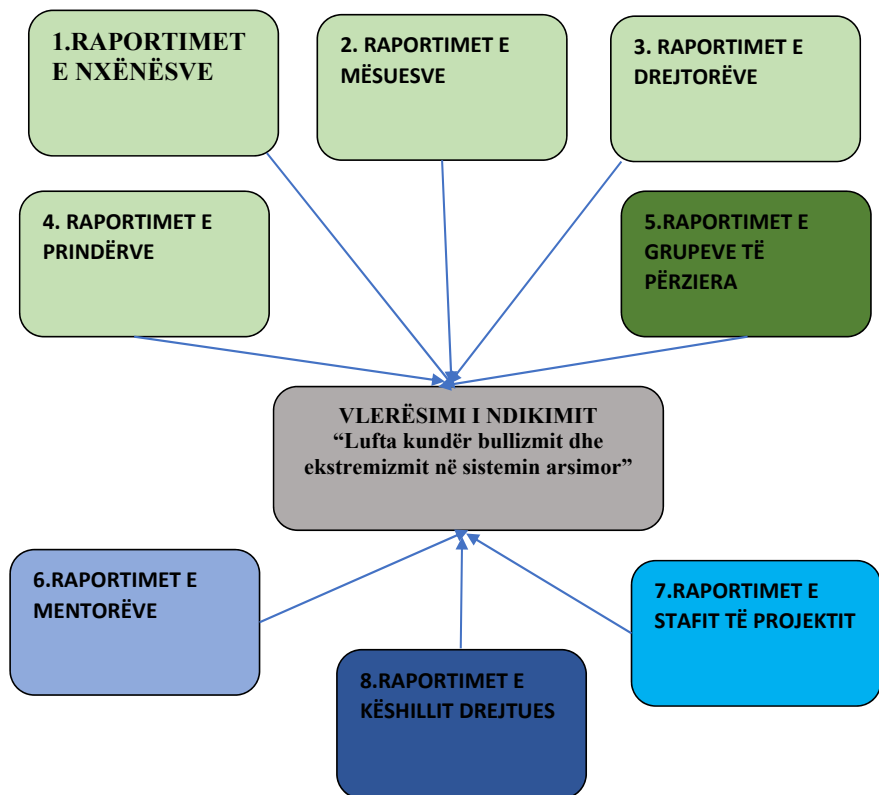 1.RAPORTIMET
E NXËNËSVE
2. RAPORTIMET E
MËSUESVE
3. RAPORTIMET E
DREJTORËVE
4. RAPORTIMET E
PRINDËRVE
5.RAPORTIMET E
GRUPEVE TË
PËRZIERA
VLERËSIMI I NDIKIMIT
“Lufta kundër bullizmit dhe
ekstremizmit në sistemin arsimor”
6.RAPORTIMET E
MENTORËVE
7.RAPORTIMET E
STAFIT TË PROJEKTIT
8.RAPORTIMET E
KËSHILLIT DREJTUES